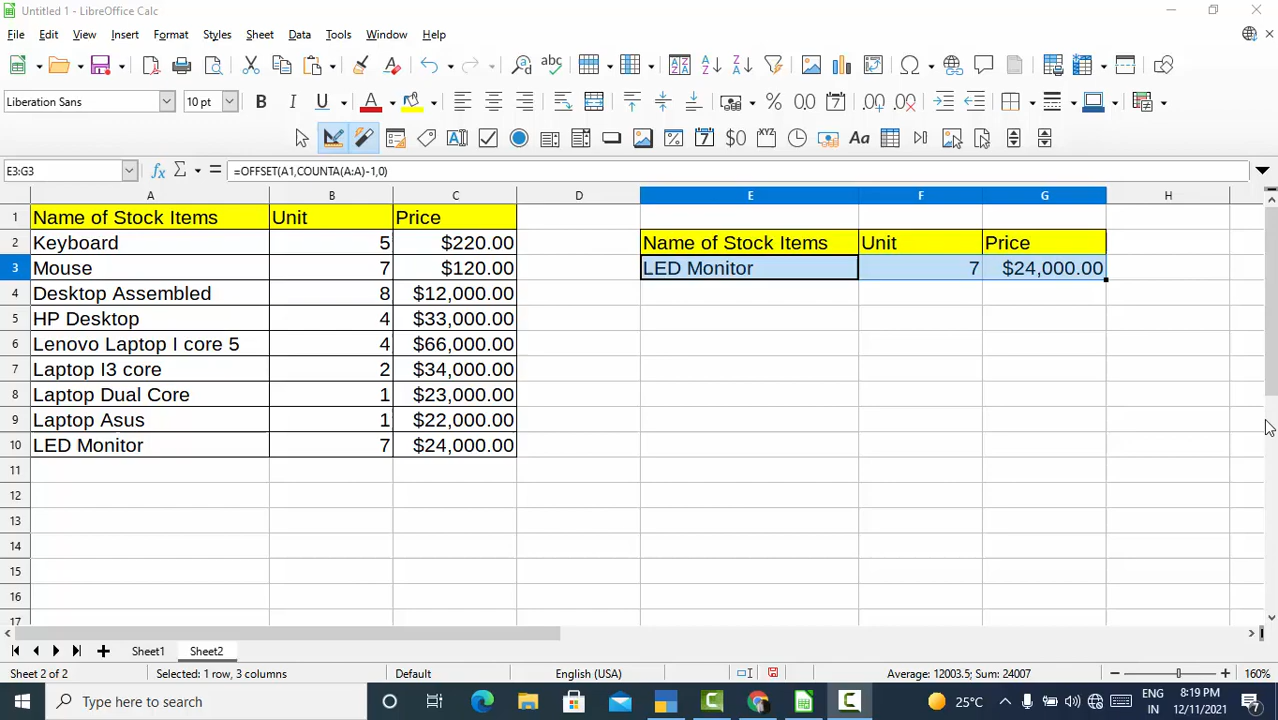 Untitled 1 - LibreOffice Calc
File Edit View Insert Format Styles Sheet Data Tools Window Help
Liberation Sans 10 pt
E3:G3 =OFFSET(A1,COUNTA(A:A)-1,0)
A B C D E F G H
1 Name of Stock Items Unit Price
2 Keyboard 5 $220.00 Name of Stock Items Unit Price
3 Mouse 7 $120.00 LED Monitor 7 $24,000.00
4 Desktop Assembled 8 $12,000.00
5 HP Desktop 4 $33,000.00
6 Lenovo Laptop I core 5 4 $66,000.00
7 Laptop I3 core 2 $34,000.00
8 Laptop Dual Core 1 $23,000.00
9 Laptop Asus 1 $22,000.00
10 LED Monitor 7 $24,000.00
11
12
13
14
15
16
17
Sheet1 Sheet2
Sheet 2 of 2 Selected: 1 row, 3 columns Default English (USA) Average: 12003.5; Sum: 24007 160%
Type here to search 25°C ENG IN 8:19 PM 12/11/2021 7